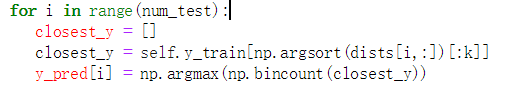 for i in range(num_test):
closest_y = []
closest_y = self.y_train[np.argsort(dists[i,:])[:k]]
y_pred[i] = np.argmax(np.bincount(closest_y))